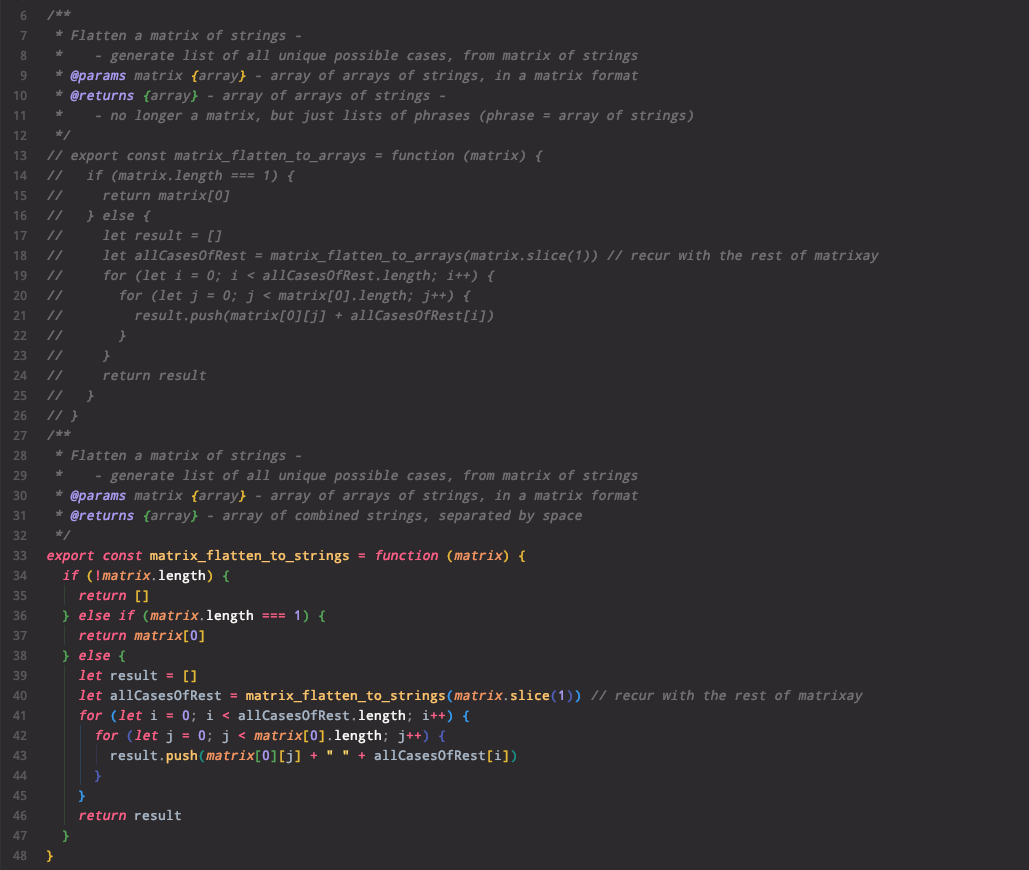 6 /**
7  * Flatten a matrix of strings -
8  *    - generate list of all unique possible cases, from matrix of strings
9  * @params matrix {array} - array of arrays of strings, in a matrix format
10  * @returns {array} - array of arrays of strings -
11  *    - no longer a matrix, but just lists of phrases (phrase = array of strings)
12  */
13 // export const matrix_flatten_to_arrays = function (matrix) {
14 //   if (matrix.length === 1) {
15 //     return matrix[0]
16 //   } else {
17 //     let result = []
18 //     let allCasesOfRest = matrix_flatten_to_arrays(matrix.slice(1)) // recur with the rest of matrixay
19 //     for (let i = 0; i < allCasesOfRest.length; i++) {
20 //       for (let j = 0; j < matrix[0].length; j++) {
21 //         result.push(matrix[0][j] + allCasesOfRest[i])
22 //       }
23 //     }
24 //     return result
25 //   }
26 // }
27 /**
28  * Flatten a matrix of strings -
29  *    - generate list of all unique possible cases, from matrix of strings
30  * @params matrix {array} - array of arrays of strings, in a matrix format
31  * @returns {array} - array of combined strings, separated by space
32  */
33 export const matrix_flatten_to_strings = function (matrix) {
34   if (!matrix.length) {
35     return []
36   } else if (matrix.length === 1) {
37     return matrix[0]
38   } else {
39     let result = []
40     let allCasesOfRest = matrix_flatten_to_strings(matrix.slice(1)) // recur with the rest of matrixay
41     for (let i = 0; i < allCasesOfRest.length; i++) {
42       for (let j = 0; j < matrix[0].length; j++) {
43         result.push(matrix[0][j] + " " + allCasesOfRest[i])
44       }
45     }
46     return result
47   }
48 }